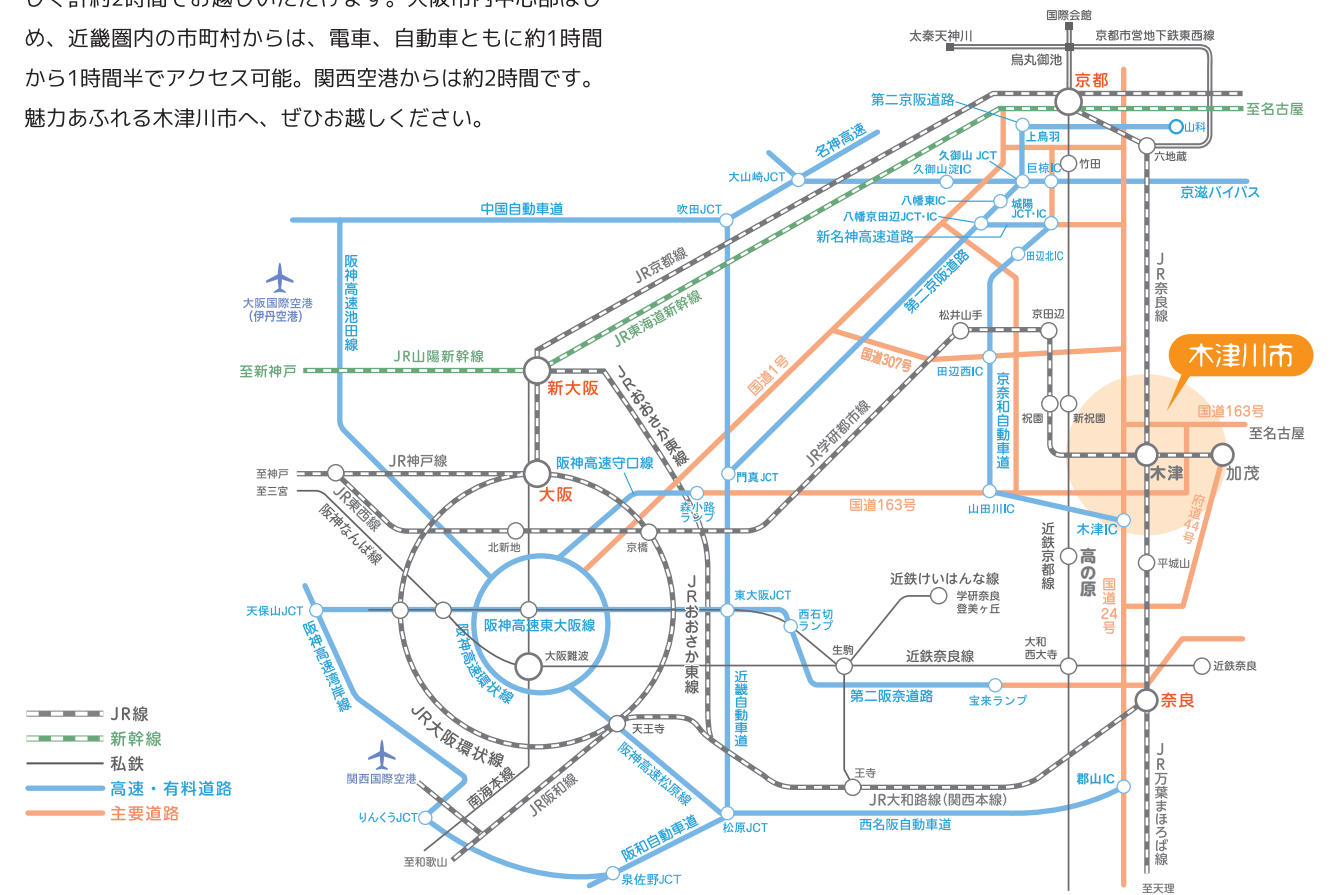 しく計約2時間でお越しいただけます。大阪市内中心部はじ
め、近畿圏内の市町村からは、電車、自動車ともに約1時間
から1時間半でアクセス可能。関西空港からは約2時間です。
魅力あふれる木津川市へ、ぜひお越しください。
国際会館
太秦天神川
京都市営地下鉄東西線
烏丸御池
京都
第二京阪道路
至名古屋
上鳥羽
山科
名神高速
久御山 JCT
六地蔵
大山崎JCT
久御山淀IC
巨椋IC
竹田
京滋バイパス
八幡東IC
城陽
JCT・IC
中国自動車道
吹田JCT
八幡京田辺JCT・IC
新名神高速道路
JR京都線
田辺北IC
阪神高速池田線
第二京阪道路
JR奈良線
大阪国際空港
(伊丹空港)
JR東海道新幹線
松井山手
京田辺
JR山陽新幹線
至新神戸
国道1号
国道307号
木津川市
新大阪
JRおおさか東線
田辺西IC
京奈和自動車道
国道163号
祝園
新祝園
至名古屋
JR学研都市線
JR神戸線
阪神高速守口線
至神戸
門真JCT
木津
加茂
至三宮
大阪
JR東西線
森小路
ランプ
国道163号
山田川IC
府道44号
阪神なんば線
木津IC
北新地
京橋
近鉄京都線
高の原
平城山
近鉄けいはんな線
学研奈良
登美ヶ丘
国道24号
JRおおさか東線
天保山JCT
東大阪JCT
西石切
ランプ
阪神高速東大阪線
阪神高速湾岸線
阪神高速環状線
大阪難波
生駒
近鉄奈良線
大和
西大寺
近鉄奈良
近畿自動車道
第二阪奈道路
宝来ランプ
奈良
JR線
新幹線
私鉄
高速・有料道路
主要道路
JR大阪環状線
天王寺
阪神高速松原線
JR万葉まほろば線
関西国際空港
南海本線
JR阪和線
王寺
郡山IC
JR大和路線(関西本線)
りんくうJCT
松原JCT
西名阪自動車道
阪和自動車道
至和歌山
泉佐野JCT
至天理